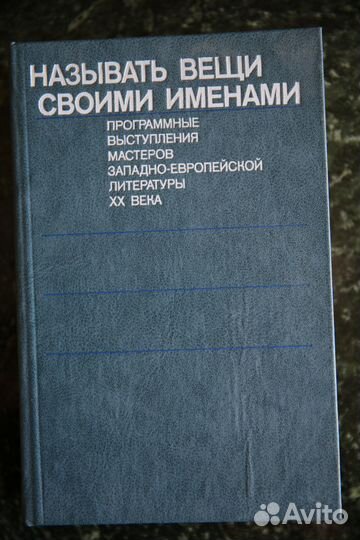 НАЗЫВАТЬ ВЕЩИ
СВОИМИ ИМЕНАМИ
ПРОГРАММНЫЕ
ВЫСТУПЛЕНИЯ
МАСТЕРОВ
ЗАПАДНО-ЕВРОПЕЙСКОЙ
ЛИТЕРАТУРЫ
XX ВЕКА
Avito